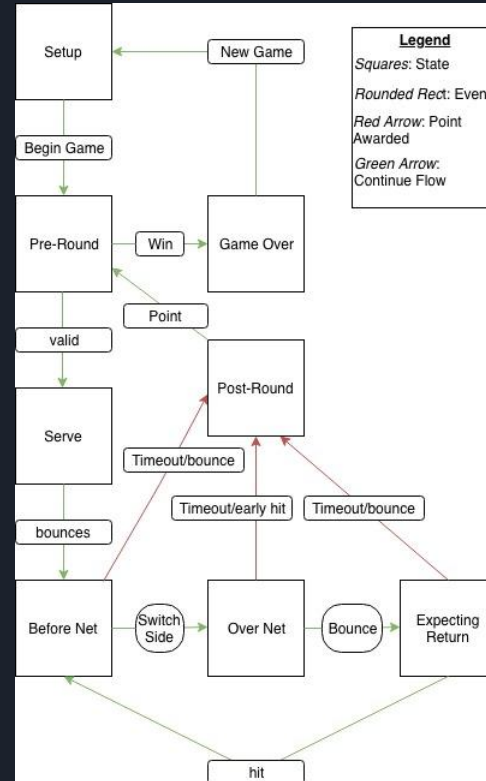 Setup
New Game
Legend
Squares: State
Rounded Rect: Even
Red Arrow: Point
Awarded
Green Arrow:
Continue Flow
Begin Game
Pre-Round
Win
Game Over
Point
valid
Post-Round
Serve
Timeout/bounce
Timeout/early hit
Timeout/bounce
bounces
Before Net
Switch
Side
Over Net
Bounce
Expecting
Return
hit